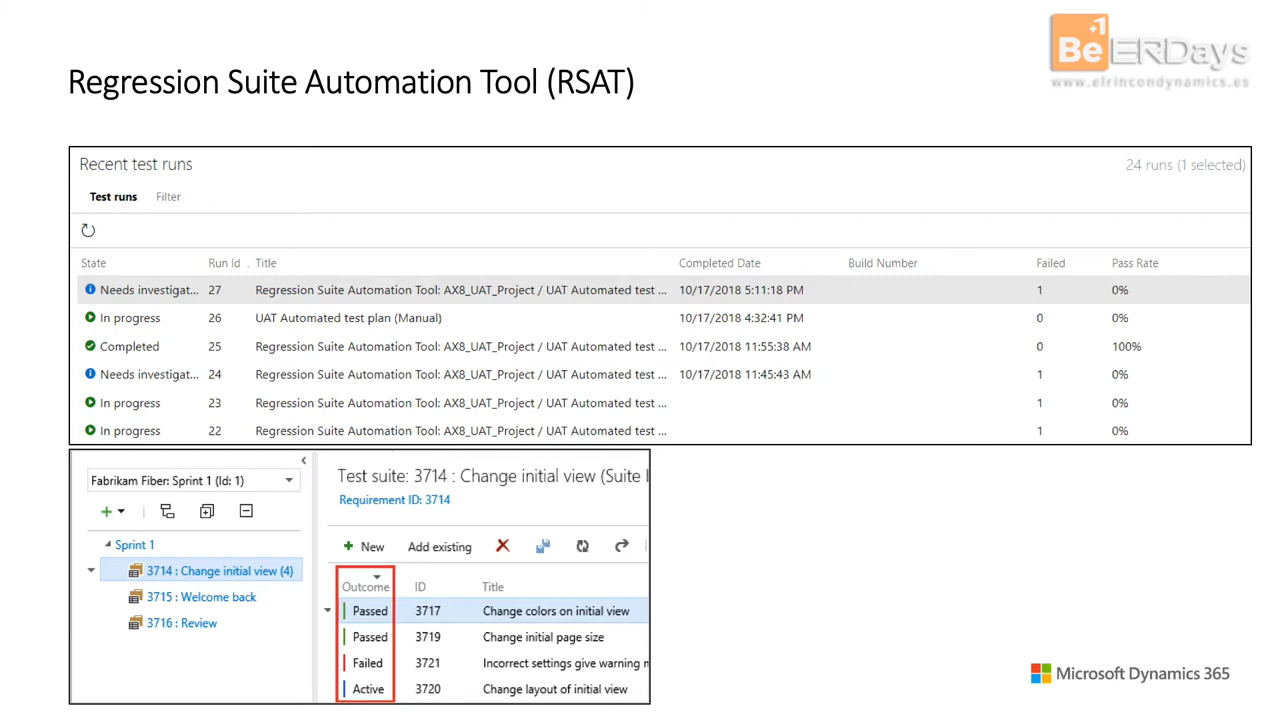 +1
Be ERDays
www.elrincondynamics.es
Regression Suite Automation Tool (RSAT)
Recent test runs
24 runs (1 selected)
Test runs Filter
State Run Id Title Completed Date Build Number Failed Pass Rate
Needs investigat... 27 Regression Suite Automation Tool: AX8_UAT_Project / UAT Automated test ... 10/17/2018 5:11:18 PM 1 0%
In progress 26 UAT Automated test plan (Manual) 10/17/2018 4:32:41 PM 0 0%
Completed 25 Regression Suite Automation Tool: AX8_UAT_Project / UAT Automated test ... 10/17/2018 11:55:38 AM 0 100%
Needs investigat... 24 Regression Suite Automation Tool: AX8_UAT_Project / UAT Automated test ... 10/17/2018 11:45:43 AM 1 0%
In progress 23 Regression Suite Automation Tool: AX8_UAT_Project / UAT Automated test ... 1 0%
In progress 22 Regression Suite Automation Tool: AX8_UAT_Project / UAT Automated test ... 1 0%
Fabrikam Fiber: Sprint 1 (Id: 1)
Sprint 1
3714 : Change initial view (4)
3715 : Welcome back
3716 : Review
Test suite: 3714 : Change initial view (Suite I
Requirement ID: 3714
New Add existing
Outcome ID Title
Passed 3717 Change colors on initial view
Passed 3719 Change initial page size
Failed 3721 Incorrect settings give warning m
Active 3720 Change layout of initial view
Microsoft Dynamics 365